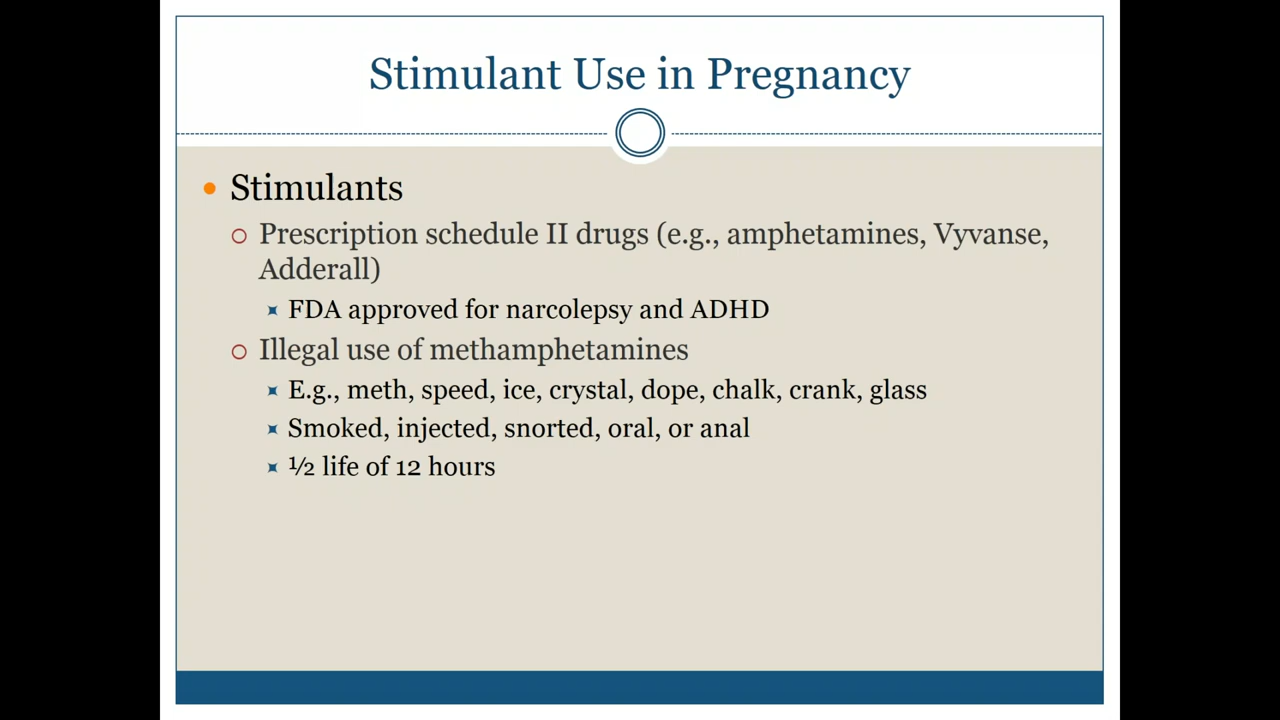 Stimulant Use in Pregnancy
Stimulants
Prescription schedule II drugs (e.g., amphetamines, Vyvanse,
Adderall)
FDA approved for narcolepsy and ADHD
Illegal use of methamphetamines
E.g., meth, speed, ice, crystal, dope, chalk, crank, glass
Smoked, injected, snorted, oral, or anal
½ life of 12 hours